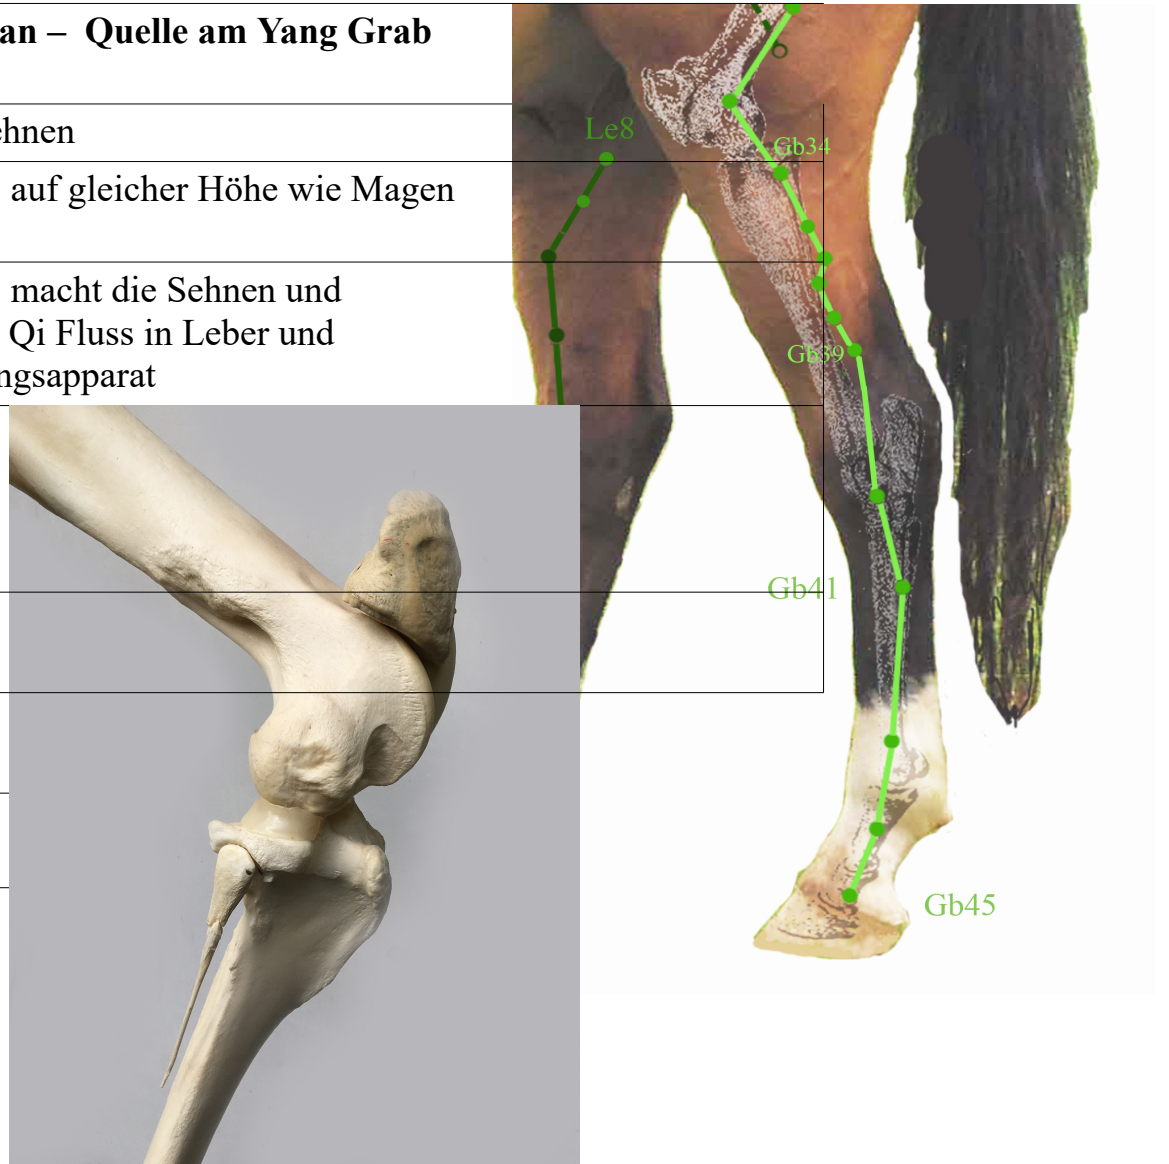 an – Quelle am Yang Grab
ehnen
auf gleicher Höhe wie Magen
macht die Sehnen und
Qi Fluss in Leber und
ngsapparat
Le8
Gb34
Gb39
Gb41
Gb45